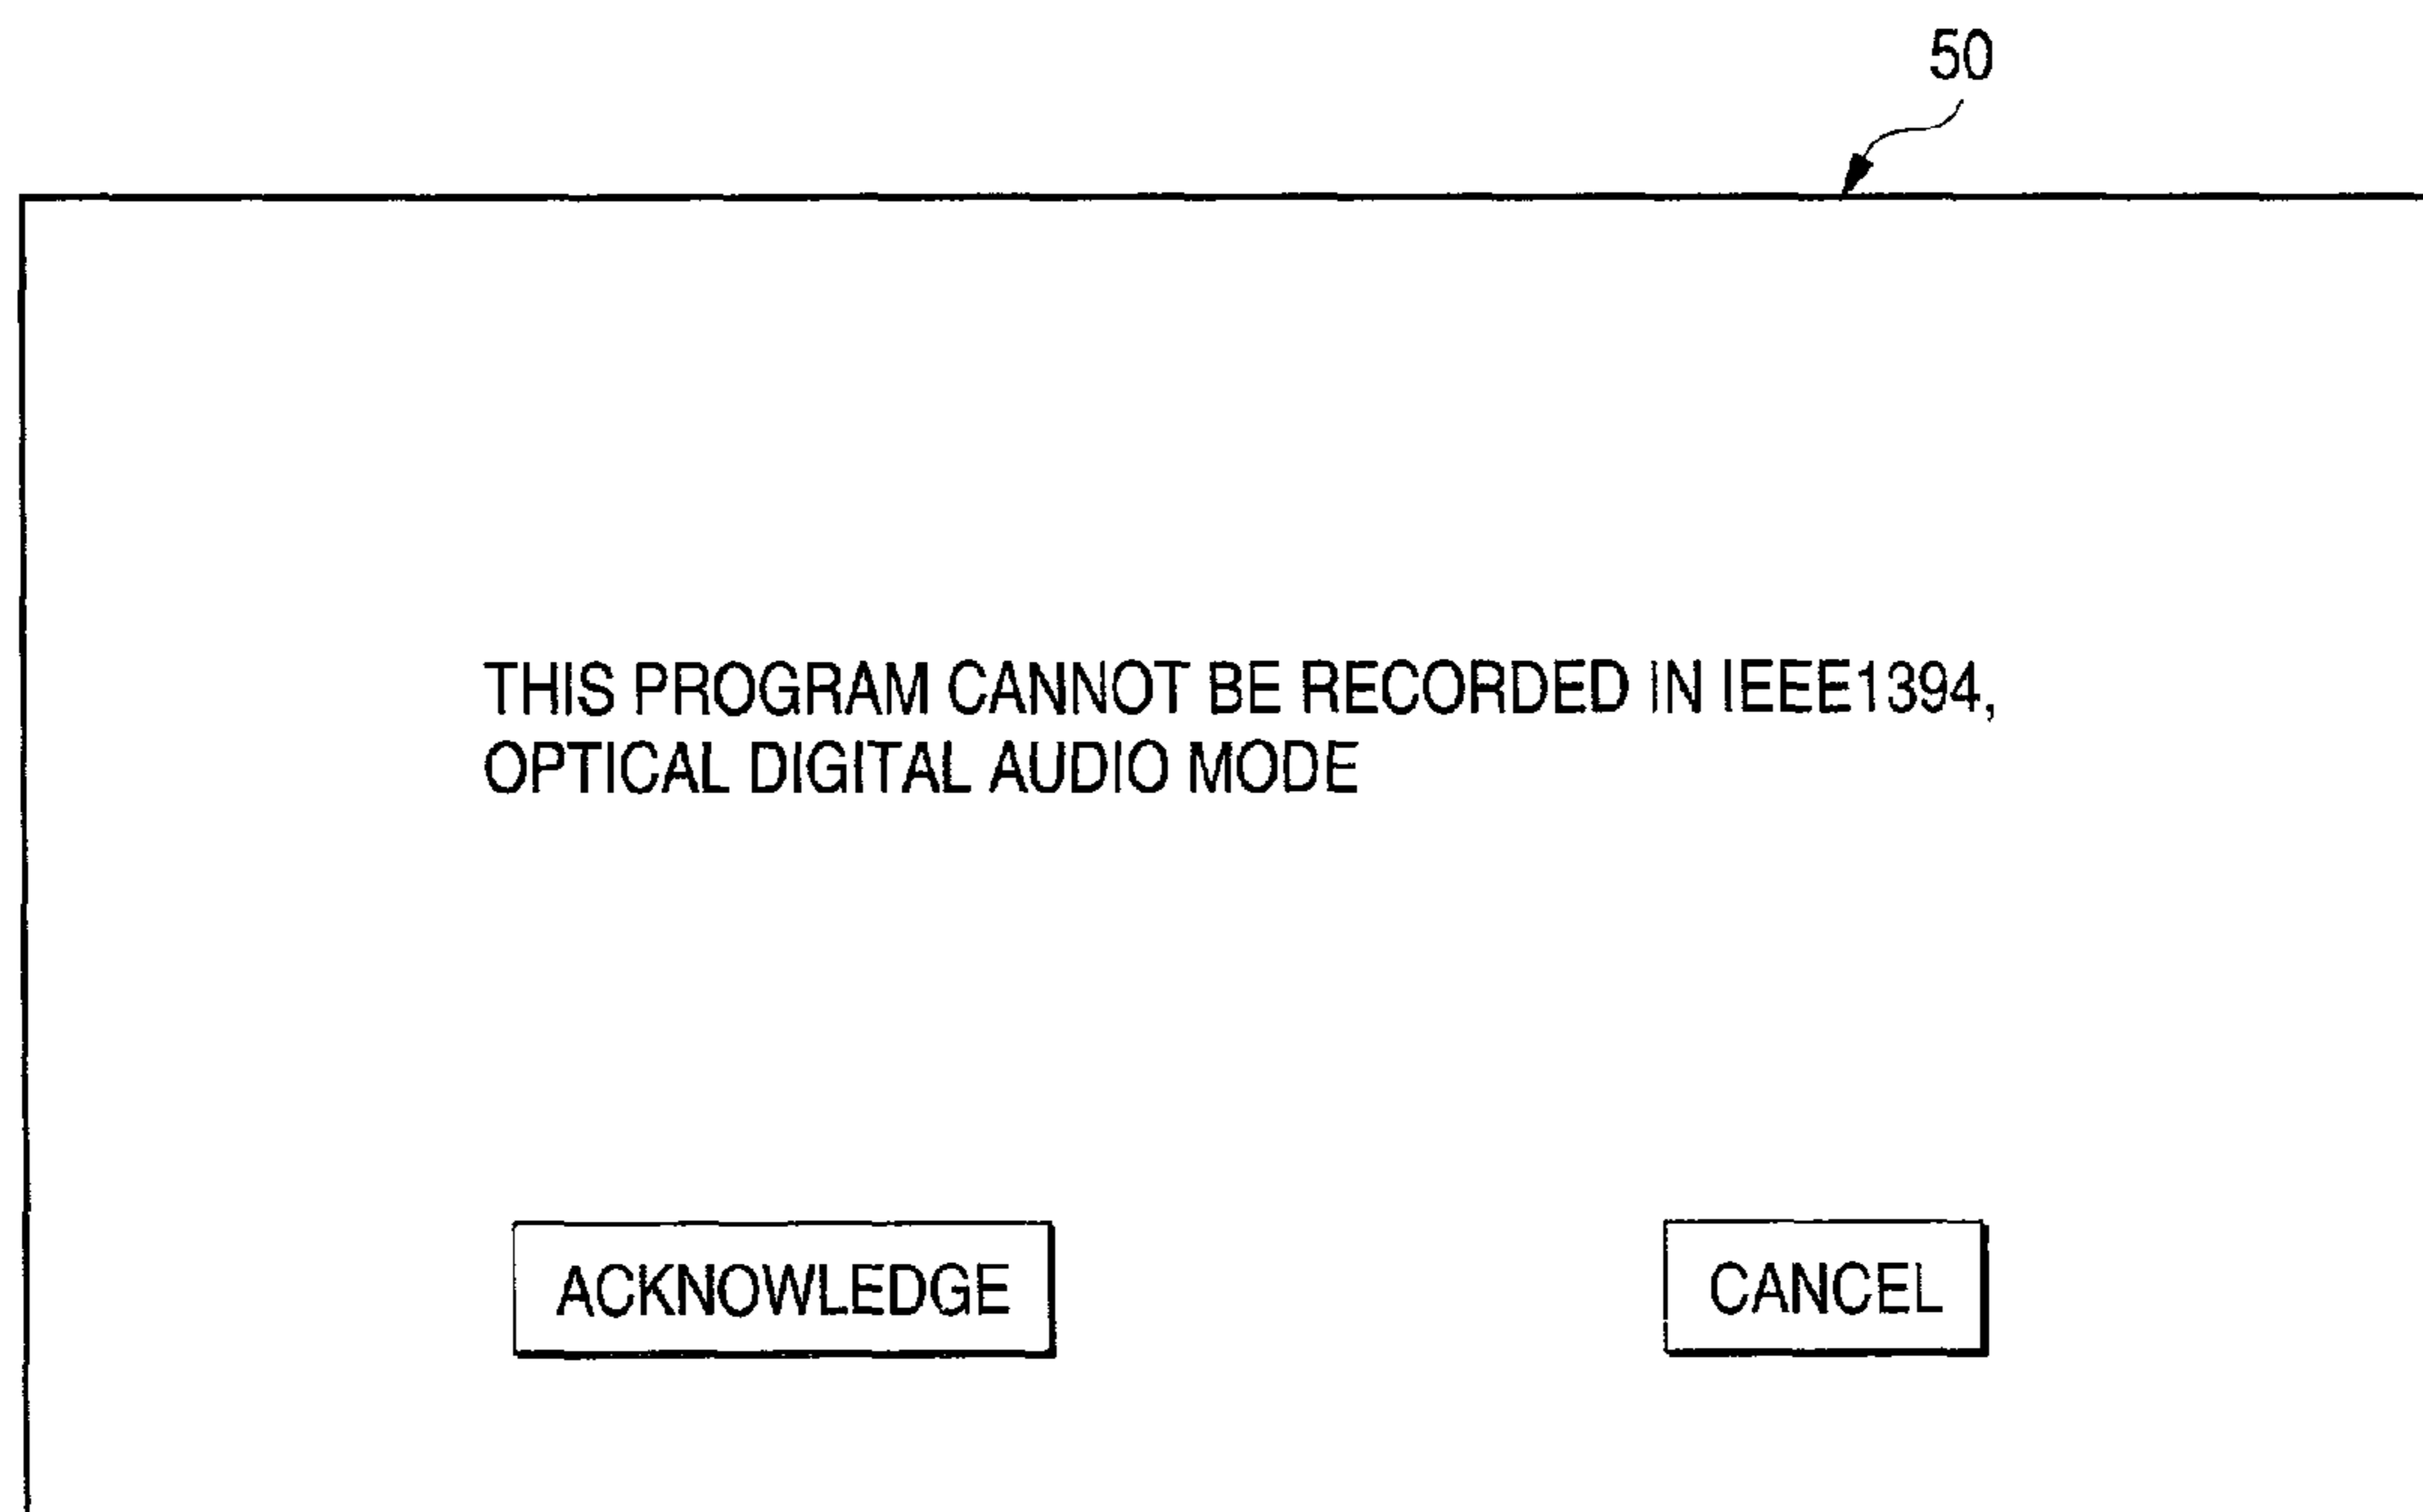 50
THIS PROGRAM CANNOT BE RECORDED IN IEEE1394,
OPTICAL DIGITAL AUDIO MODE
ACKNOWLEDGE
CANCEL